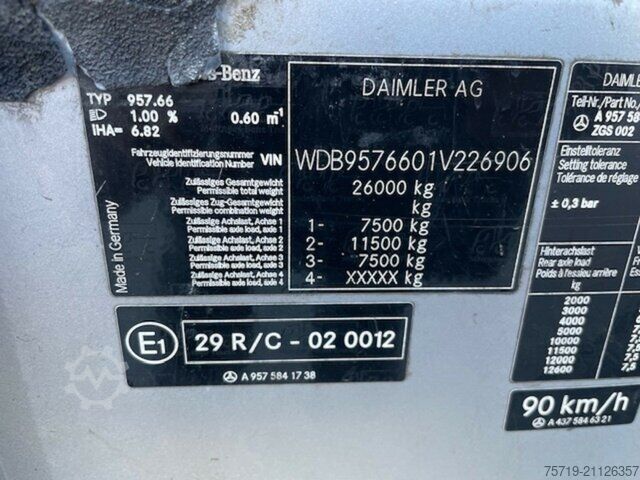 -Benz
TYP 957.66
1.00 % 0.60 m-1
IHA= 6.82
Fahrzeugidentifizierungsnummer
Vehicle Identification Number VIN
Zulässiges Gesamtgewicht
Permissible total weight
Zulässiges Zug-Gesamtgewicht
Permissible combination weight
Zulässige Achslast, Achse 1
Permissible axle load, axle 1
Zulässige Achslast, Achse 2
Permissible axle load, axle 2
Zulässige Achslast, Achse 3
Permissible axle load, axle 3
Zulässige Achslast, Achse 4
Permissible axle load, axle 4
Made in Germany
DAIMLER AG
WDB9576601V226906
26000 kg
kg
1- 7500 kg
2- 11500 kg
3- 7500 kg
4- XXXXX kg
E1
29 R/C - 02 0012
A 957 584 17 38
DAIML
Teil-Nr./Part No./
A 957 58
ZGS 002
Einstelltoleranz
Setting tolerance
Tolérance de réglage
± 0,3 bar
Hinterachslast
Rear axle load
Poids à l'essieu arrière
kg
2000
3000
4000
5000
10000
11500
12000
12600
7,5
7,5
90 km/h
A 437 584 63 21
75719-21126357